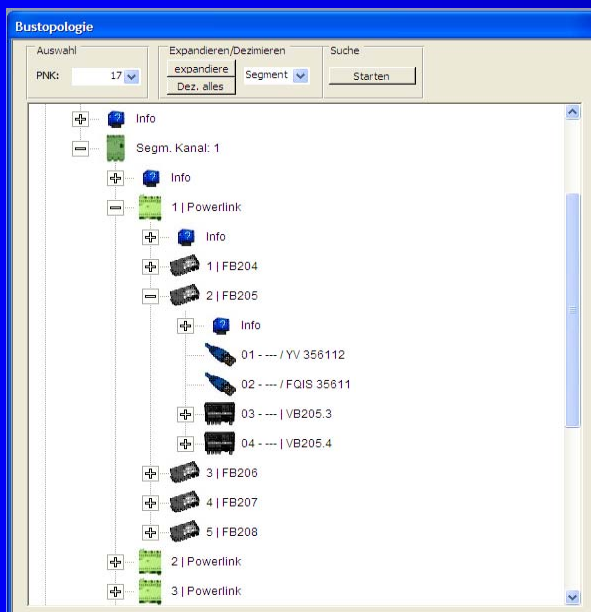 Bustopologie
Auswahl
Expandieren/Dezimieren
Suche
PNK:
17
expandiere
Dez. alles
Segment
Starten
Info
Segm. Kanal: 1
Info
1 | Powerlink
Info
1 | FB204
2 | FB205
Info
01 - --- / YV 356112
02 - --- / FQIS 35611
03 - --- | VB205.3
04 - --- | VB205.4
3 | FB206
4 | FB207
5 | FB208
2 | Powerlink
3 | Powerlink